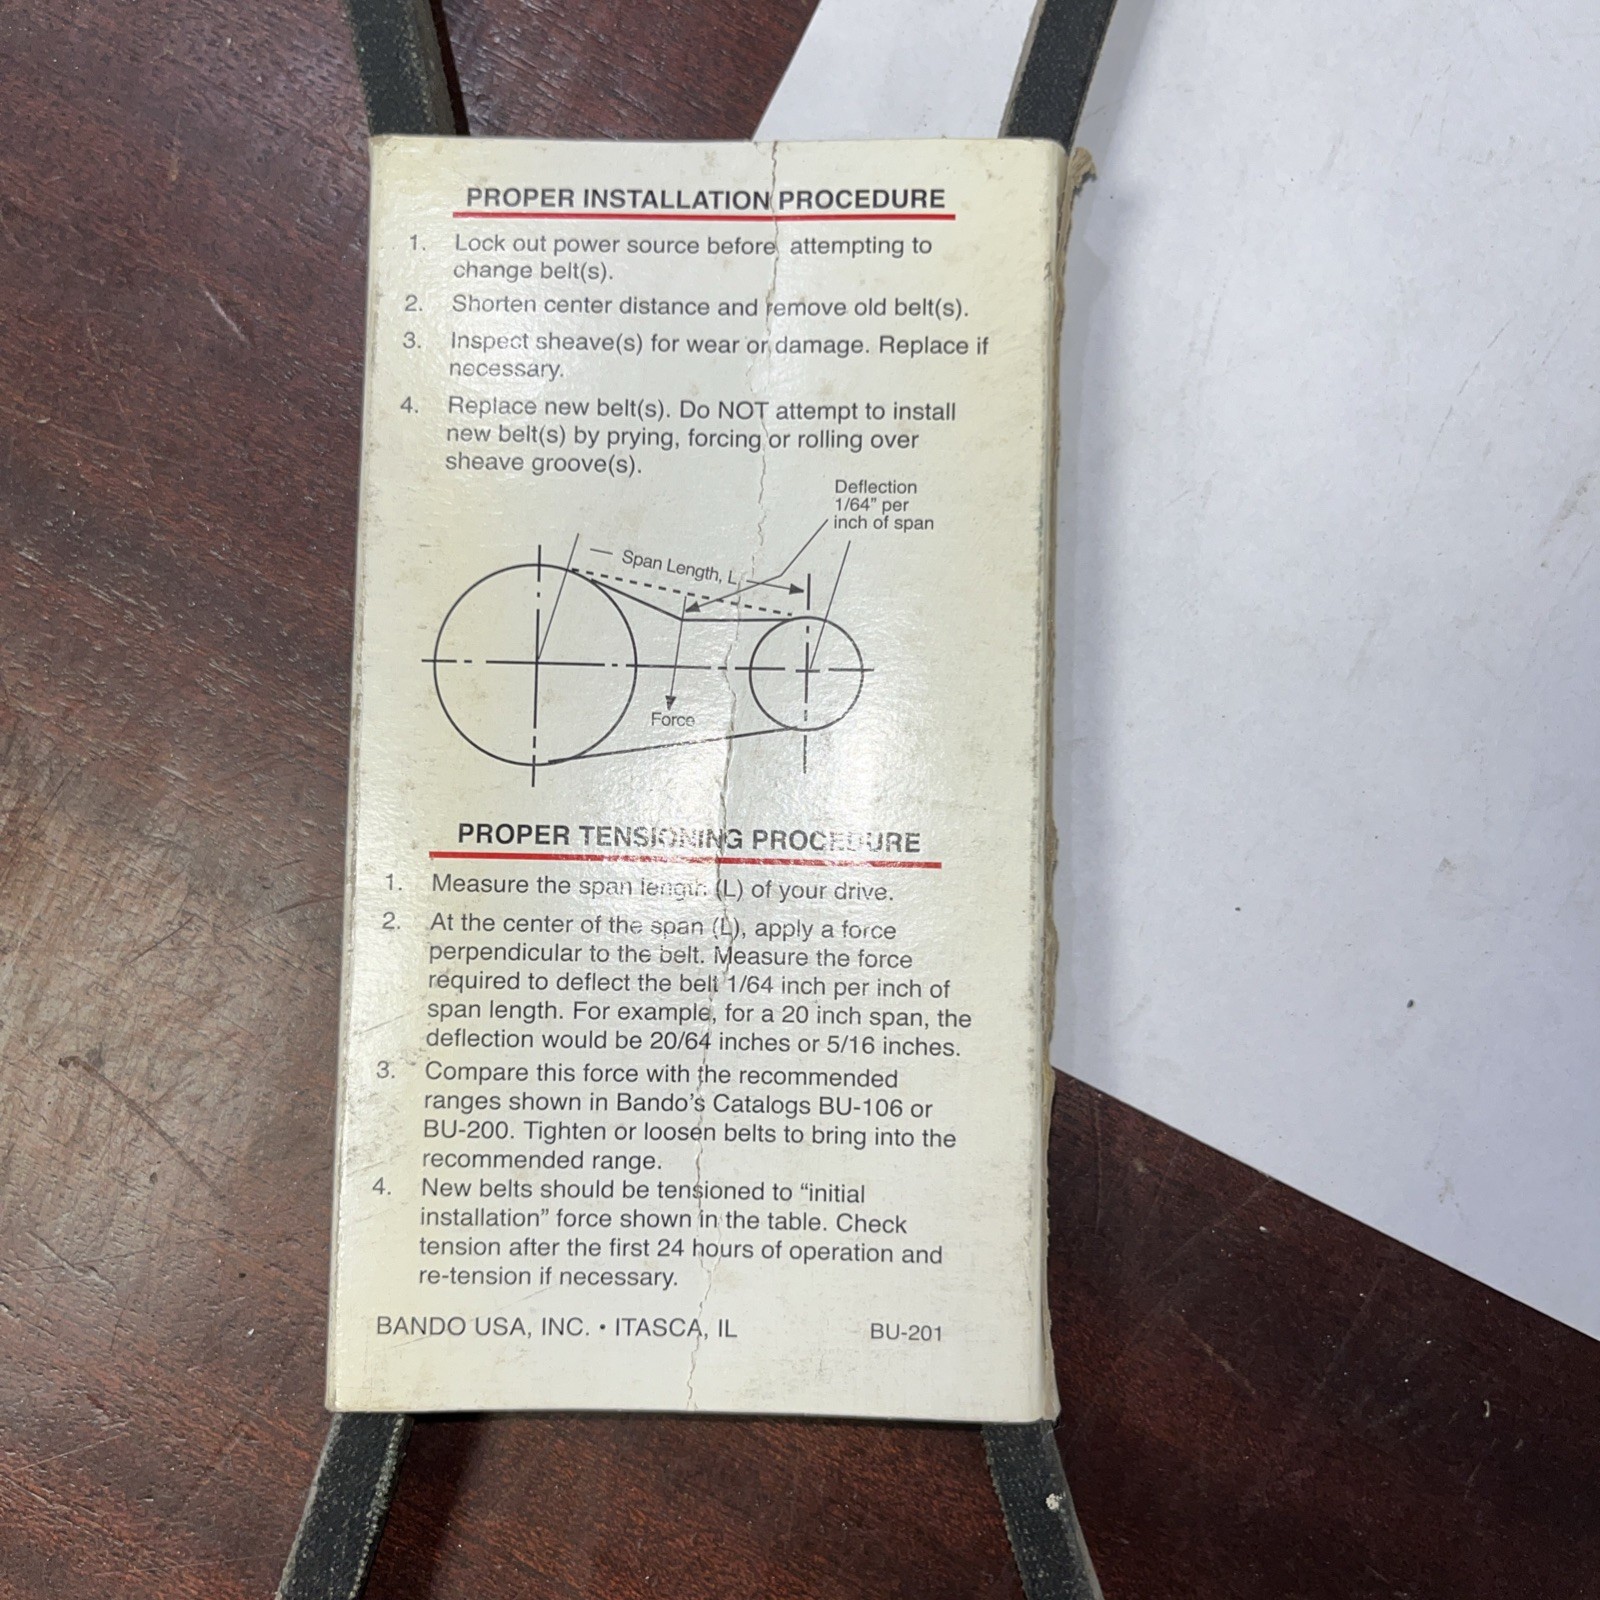 PROPER INSTALLATION PROCEDURE
1. Lock out power source before attempting to
change belt(s).
2. Shorten center distance and remove old belt(s).
3. Inspect sheave(s) for wear or damage. Replace if
necessary.
4. Replace new belt(s). Do NOT attempt to install
new belt(s) by prying, forcing or rolling over
sheave groove(s).
Deflection
1/64" per
inch of span
Span Length, L
Force
PROPER TENSIONING PROCEDURE
1. Measure the span length (L) of your drive.
2. At the center of the span (L), apply a force
perpendicular to the belt. Measure the force
required to deflect the belt 1/64 inch per inch of
span length. For example, for a 20 inch span, the
deflection would be 20/64 inches or 5/16 inches.
3. Compare this force with the recommended
ranges shown in Bando's Catalogs BU-106 or
BU-200. Tighten or loosen belts to bring into the
recommended range.
4. New belts should be tensioned to “initial
installation” force shown in the table. Check
tension after the first 24 hours of operation and
re-tension if necessary.
BANDO USA, INC. • ITASCA, IL BU-201